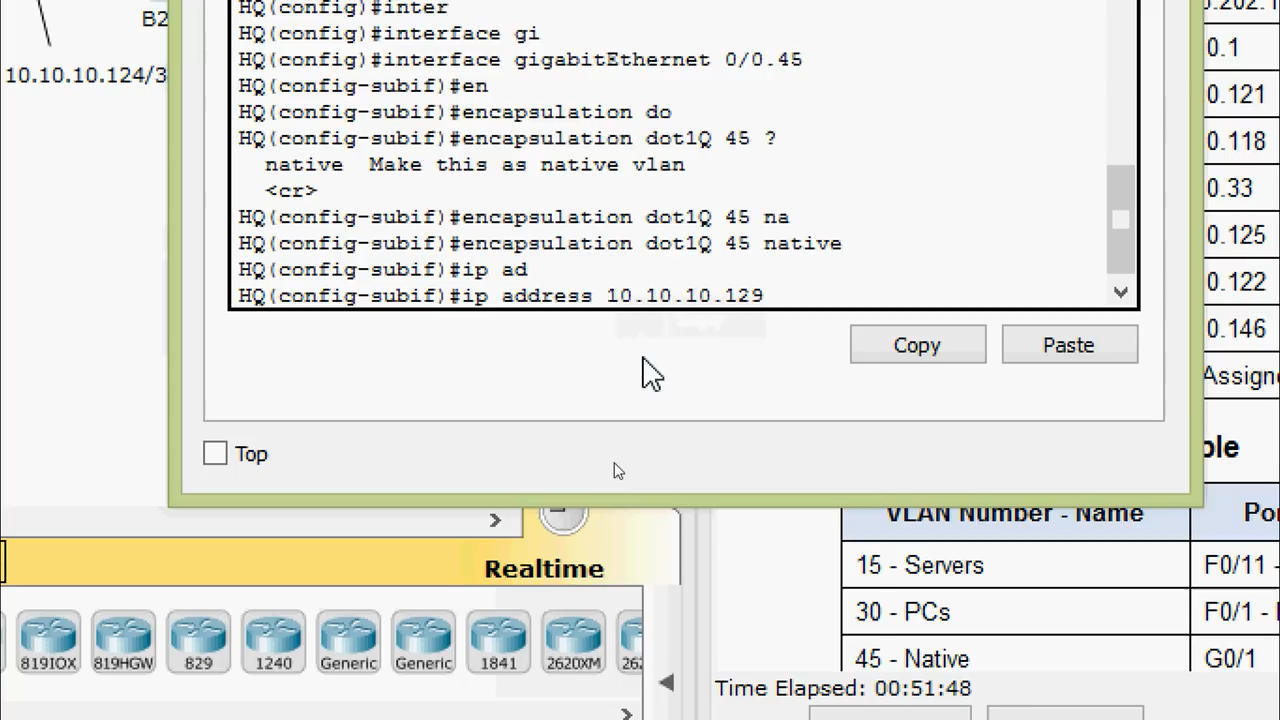 HQ(config)#inter
HQ(config)#interface gi
HQ(config)#interface gigabitEthernet 0/0.45
HQ(config-subif)#en
HQ(config-subif)#encapsulation do
HQ(config-subif)#encapsulation dot1Q 45 ?
native Make this as native vlan
<cr>
HQ(config-subif)#encapsulation dot1Q 45 na
HQ(config-subif)#encapsulation dot1Q 45 native
HQ(config-subif)#ip ad
HQ(config-subif)#ip address 10.10.10.129
Copy
Paste
Top
B2
10.10.10.124/3
0.1
0.121
0.118
0.33
0.125
0.122
0.146
Assign
ble
VLAN Number - Name
Po
15 - Servers
F0/11 -
30 - PCs
F0/1 -
45 - Native
G0/1
Time Elapsed: 00:51:48
Realtime
819IOX
819HGW
829
1240
Generic
Generic
1841
2620XM
262